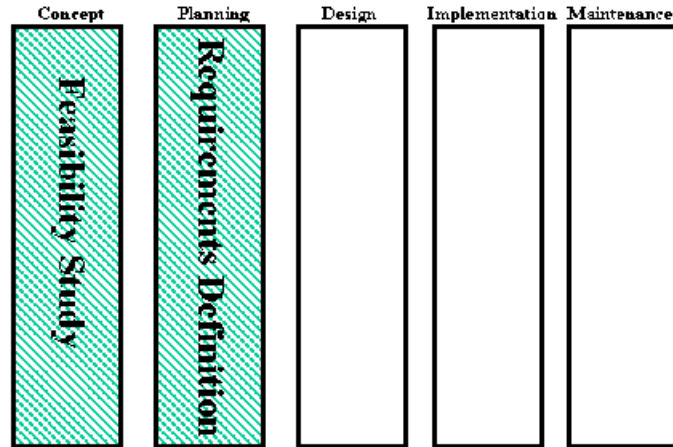 Concept Planning Design Implementation Maintenance
Feasibility Study
Requirements Definition